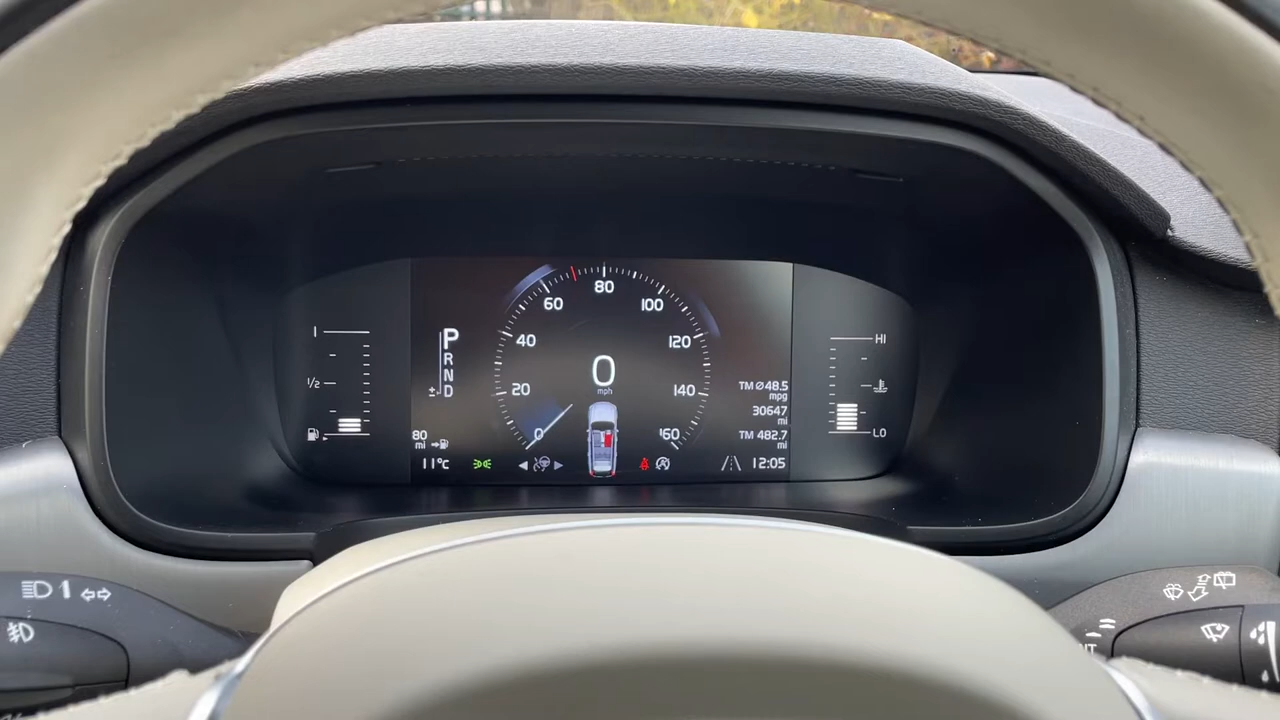 1
1/2
P
R
N
± D
80
mi
11°C
0
20
40
60
80
100
120
140
160
0
mph
TM Ø48.5
mpg
30647
mi
TM 482.7
mi
12:05
HI
LO